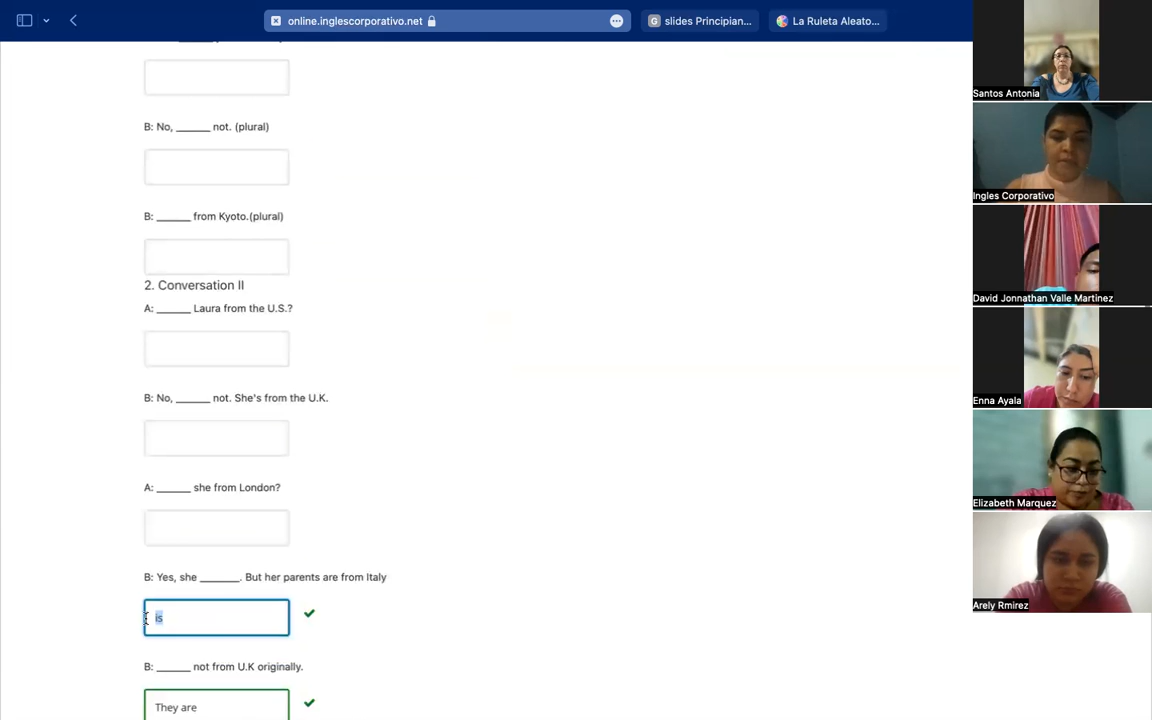 online.inglescorporativo.net
slides Principian...
La Ruleta Aleato...
B: No, ______ not. (plural)
B: ______ from Kyoto.(plural)
2. Conversation II
A: ______ Laura from the U.S.?
B: No, ______ not. She's from the U.K.
A: ______ she from London?
B: Yes, she _______. But her parents are from Italy
is
B: ______ not from U.K originally.
They are
Santos Antonia
Ingles Corporativo
David Jonnathan Valle Martinez
Enna Ayala
Elizabeth Marquez
Arely Rmirez